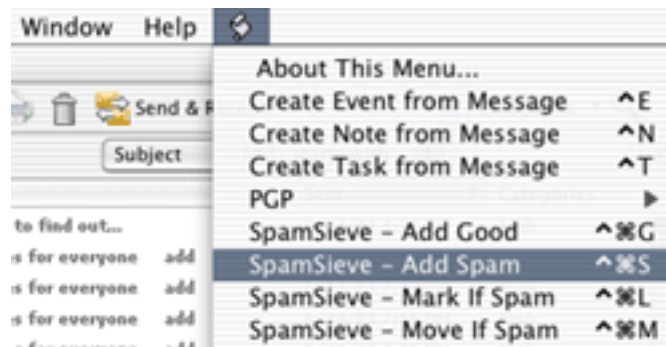 Window Help
About This Menu...
Send & R
Create Event from Message ^E
Create Note from Message ^N
Subject
Create Task from Message ^T
PGP
to find out...
SpamSieve – Add Good ^⌘G
s for everyone add
SpamSieve – Add Spam ^⌘S
s for everyone add
SpamSieve – Mark If Spam ^⌘L
s for everyone add
SpamSieve – Move If Spam ^⌘M